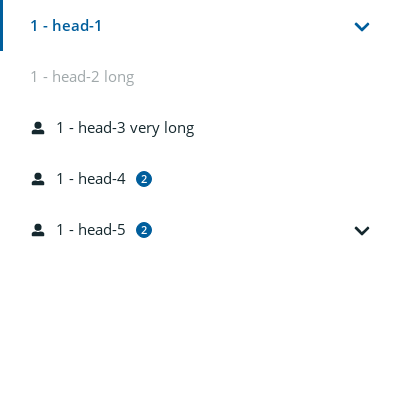 1 - head-1
1 - head-2 long
1 - head-3 very long
1 - head-4 2
1 - head-5 2